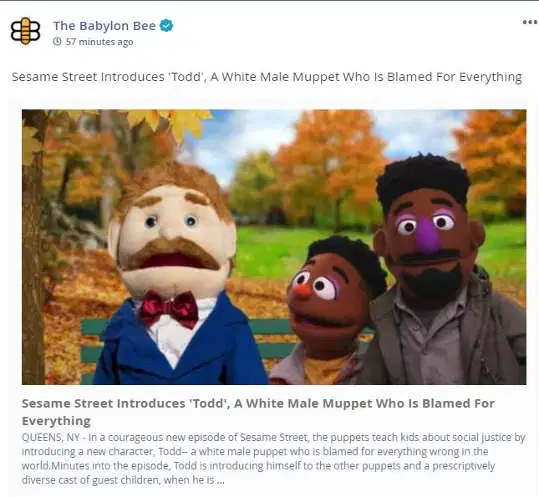 The Babylon Bee
57 minutes ago
Sesame Street Introduces 'Todd', A White Male Muppet Who Is Blamed For Everything
Sesame Street Introduces 'Todd', A White Male Muppet Who Is Blamed For
Everything
QUEENS, NY - In a courageous new episode of Sesame Street, the puppets teach kids about social justice by
introducing a new character, Todd-- a white male puppet who is blamed for everything wrong in the
world.Minutes into the episode, Todd is introducing himself to the other puppets and a prescriptively
diverse cast of guest children, when he is ...